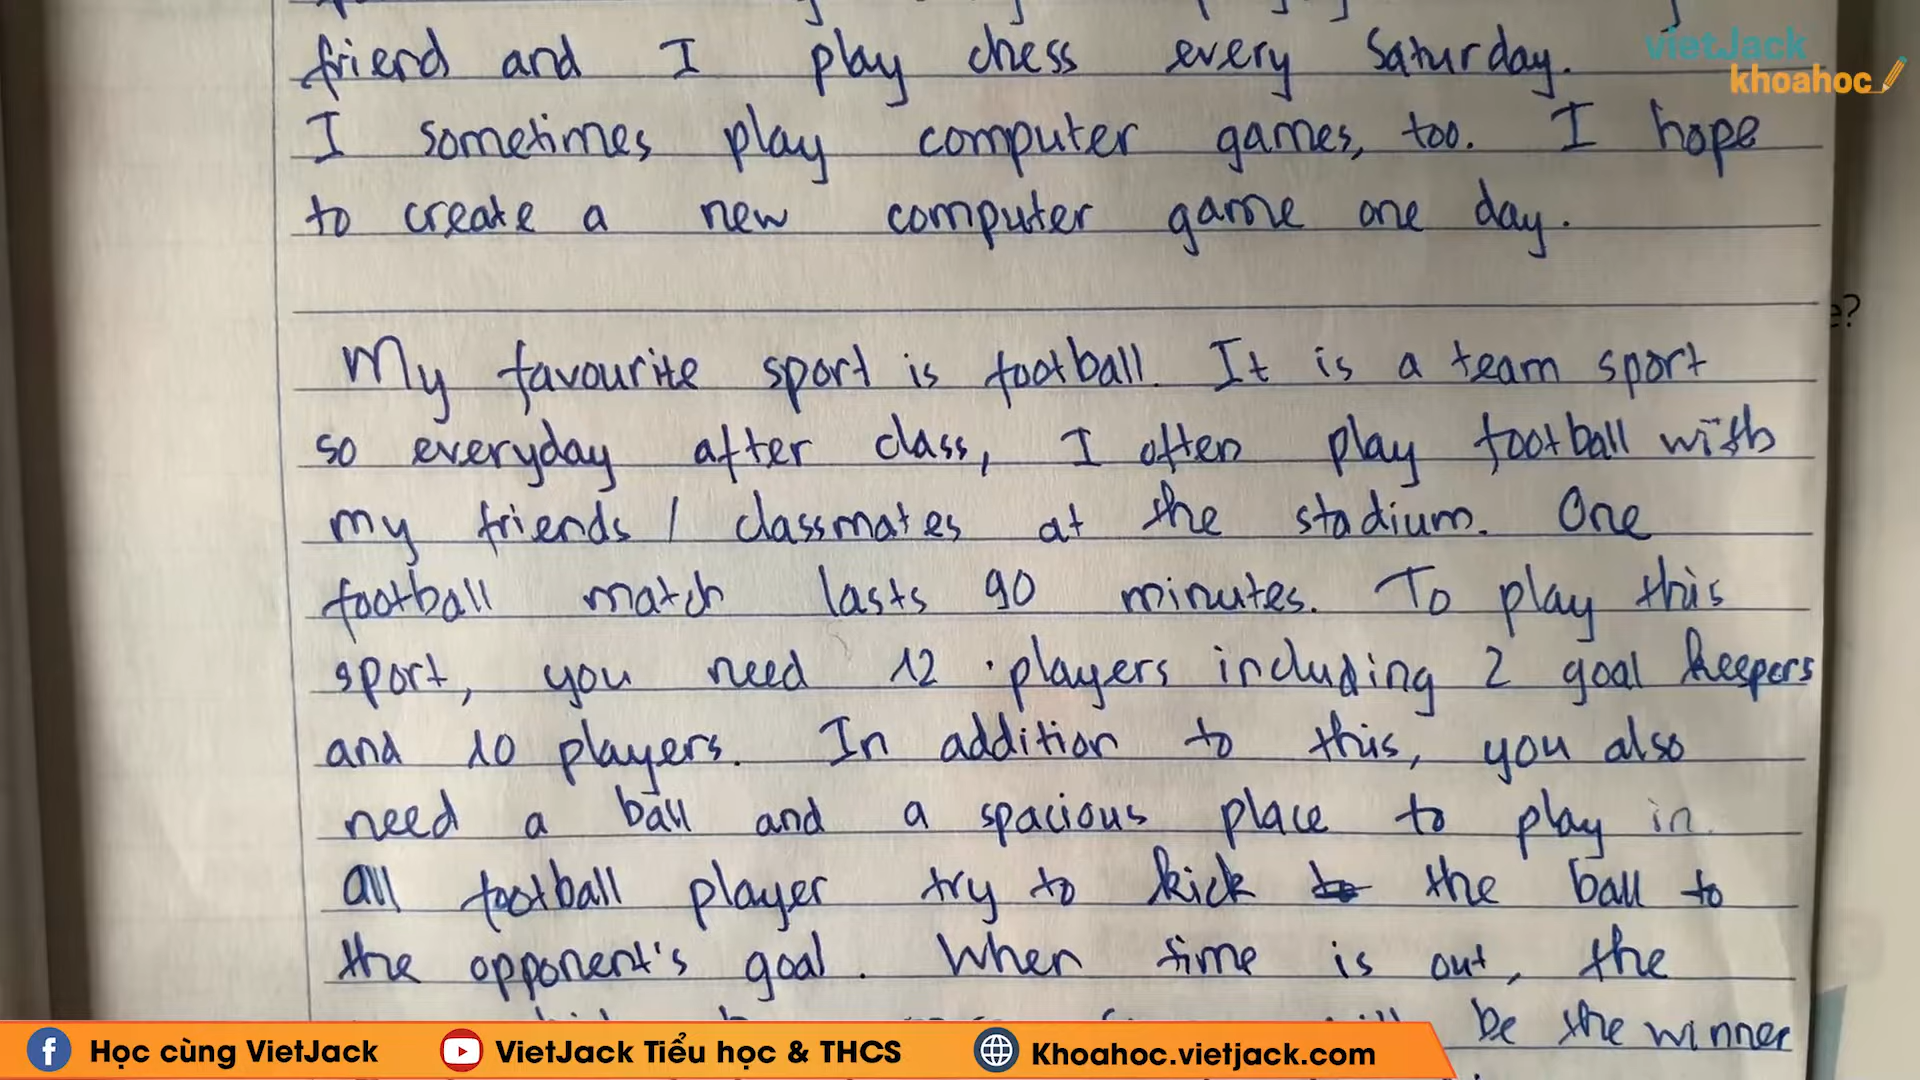 friend and I play chess every Saturday.
I sometimes play computer games, too. I hope
to create a new computer game one day.
My favourite sport is football. It is a team sport
so everyday after class, I often play football with
my friends / classmates at the stadium. One
football match lasts 90 minutes. To play this
sport, you need 12 players including 2 goal keepers
and 10 players. In addition to this, you also
need a ball and a spacious place to play in.
All football player try to kick the ball to
the opponent's goal. When time is out, the
be the winner
vietJack
khoahoc
e?
Học cùng VietJack
VietJack Tiểu học & THCS
Khoahoc.vietjack.com